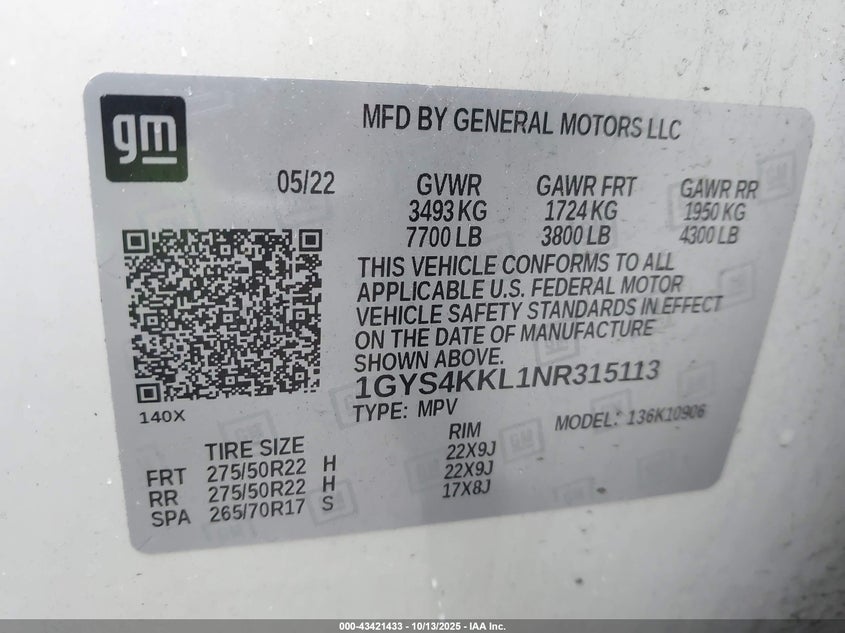 gm
MFD BY GENERAL MOTORS LLC
05/22 GVWR GAWR FRT GAWR RR
3493 KG 1724 KG 1950 KG
7700 LB 3800 LB 4300 LB
THIS VEHICLE CONFORMS TO ALL
APPLICABLE U.S. FEDERAL MOTOR
VEHICLE SAFETY STANDARDS IN EFFECT
ON THE DATE OF MANUFACTURE
SHOWN ABOVE.
1GYS4KKL1NR315113
140X
TYPE: MPV MODEL: 136K10906
TIRE SIZE RIM
FRT 275/50R22 H 22X9J
RR 275/50R22 H 22X9J
SPA 265/70R17 S 17X8J
000-43421433 - 10/13/2025 - IAA Inc.